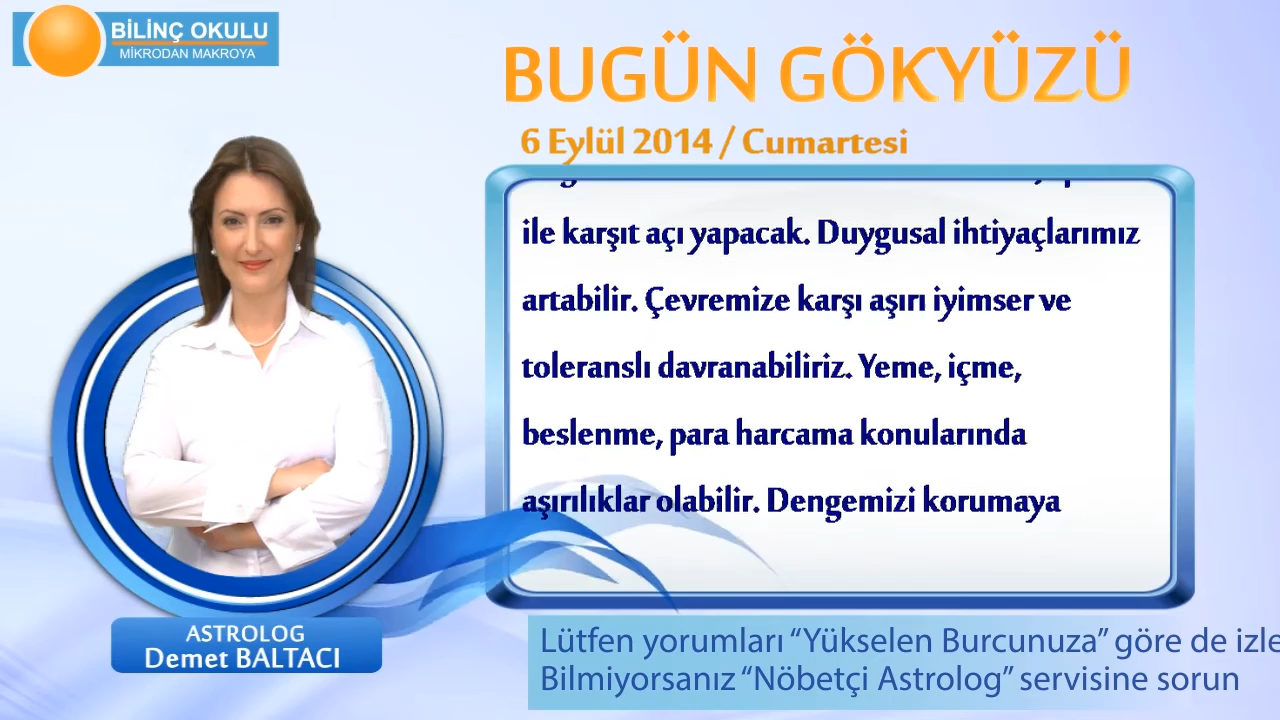 BİLİNÇ OKULU
MİKRODAN MAKROYA
BUGÜN GÖKYÜZÜ
6 Eylül 2014 / Cumartesi
ile karşıt açı yapacak. Duygusal ihtiyaçlarımız
artabilir. Çevremize karşı aşırı iyimser ve
toleranslı davranabiliriz. Yeme, içme,
beslenme, para harcama konularında
aşırılıklar olabilir. Dengemizi korumaya
ASTROLOG
Demet BALTACI
Lütfen yorumları “Yükselen Burcunuza” göre de izle
Bilmiyorsanız “Nöbetçi Astrolog” servisine sorun